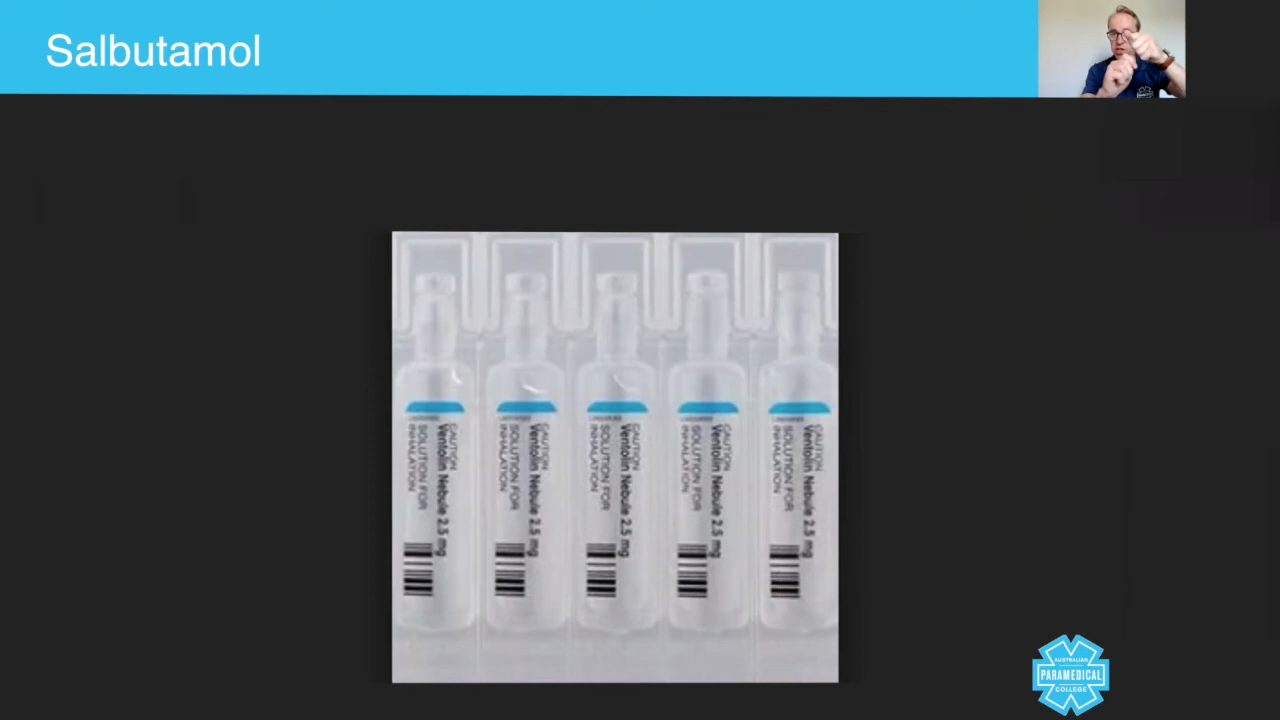 Salbutamol
CAUTION
Ventolin Nebule 2.5 mg
SOLUTION FOR
INHALATION
CAUTION
Ventolin Nebule 2.5 mg
SOLUTION FOR
INHALATION
CAUTION
Ventolin Nebule 2.5 mg
SOLUTION FOR
INHALATION
CAUTION
Ventolin Nebule 2.5 mg
SOLUTION FOR
INHALATION
CAUTION
Ventolin Nebule 2.5 mg
SOLUTION FOR
INHALATION
AUSTRALIAN
PARAMEDICAL
COLLEGE